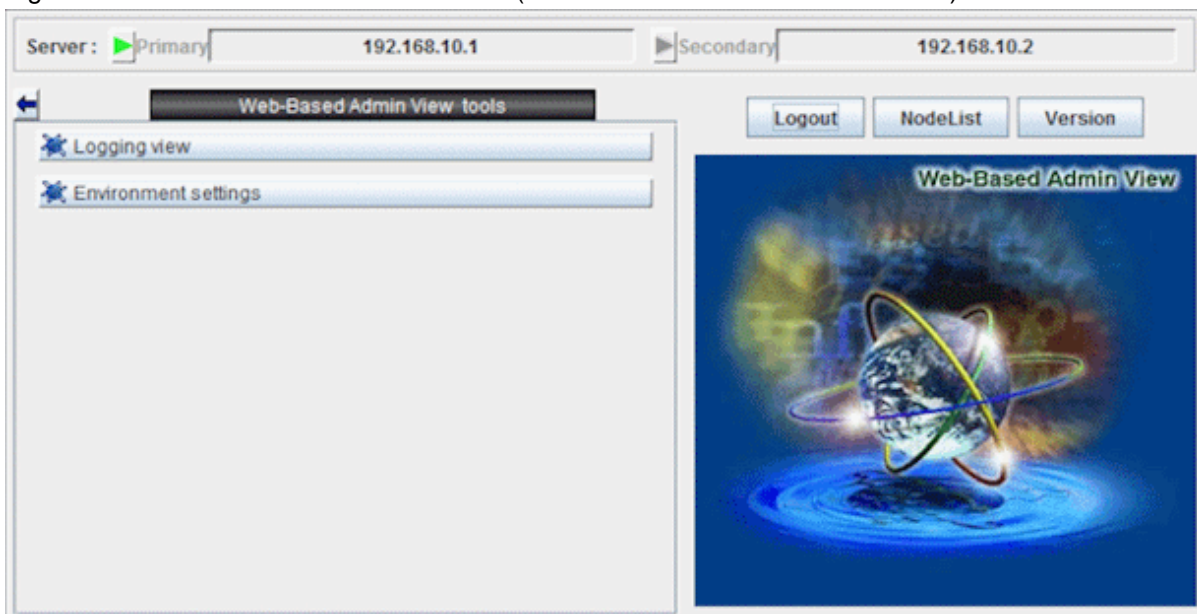 Server : Primary 192.168.10.1 Secondary 192.168.10.2
Web-Based Admin View tools
Logout NodeList Version
Logging view
Environment settings
Web-Based Admin View